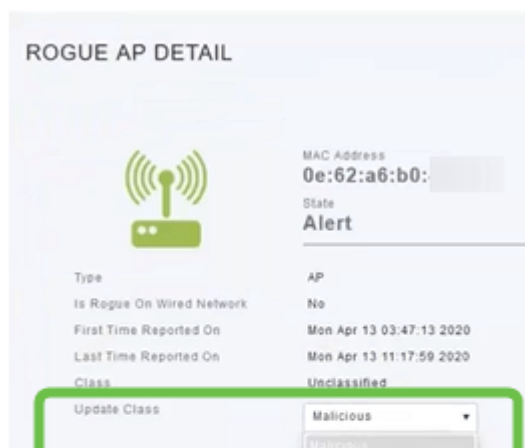 ROGUE AP DETAIL
MAC Address
0e:62:a6:b0:
State
Alert
Type AP
Is Rogue On Wired Network No
First Time Reported On Mon Apr 13 03:47:13 2020
Last Time Reported On Mon Apr 13 11:17:59 2020
Class Unclassified
Update Class Malicious
Malicious